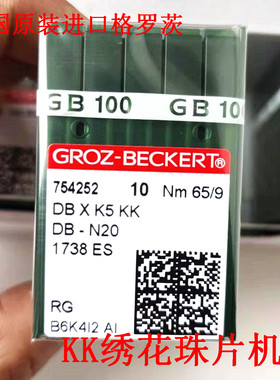 国原装进口格罗茨
GB 100 GB 100
GROZ-BECKERT®
754252 10 Nm 65/9
DB X K5 KK
DB - N20
1738 ES
RG
B6K4I2 AI
KK绣花珠片机